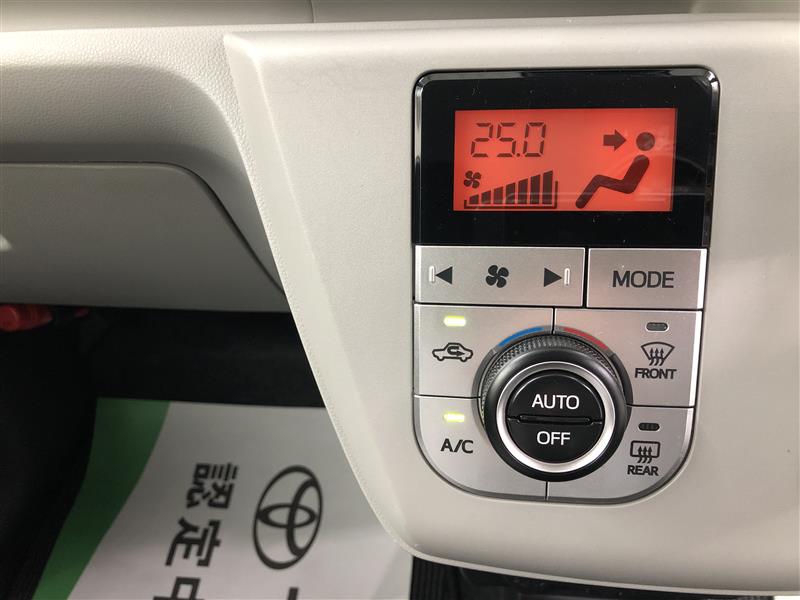 25.0
MODE
FRONT
AUTO
OFF
A/C
REAR
認定中